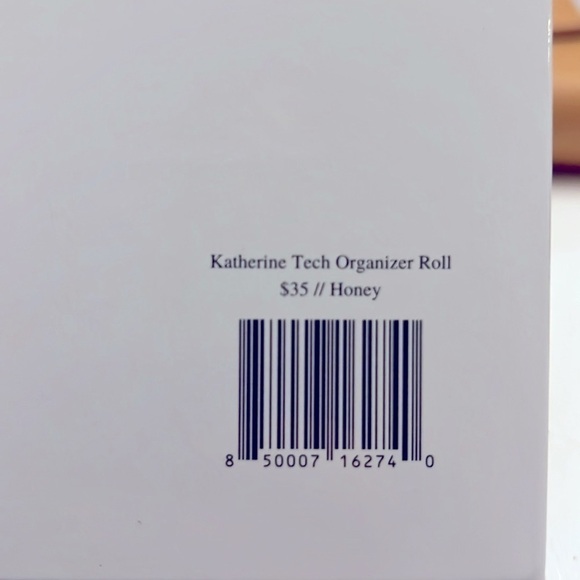 Katherine Tech Organizer Roll
$35 // Honey
8 50007 16274 0